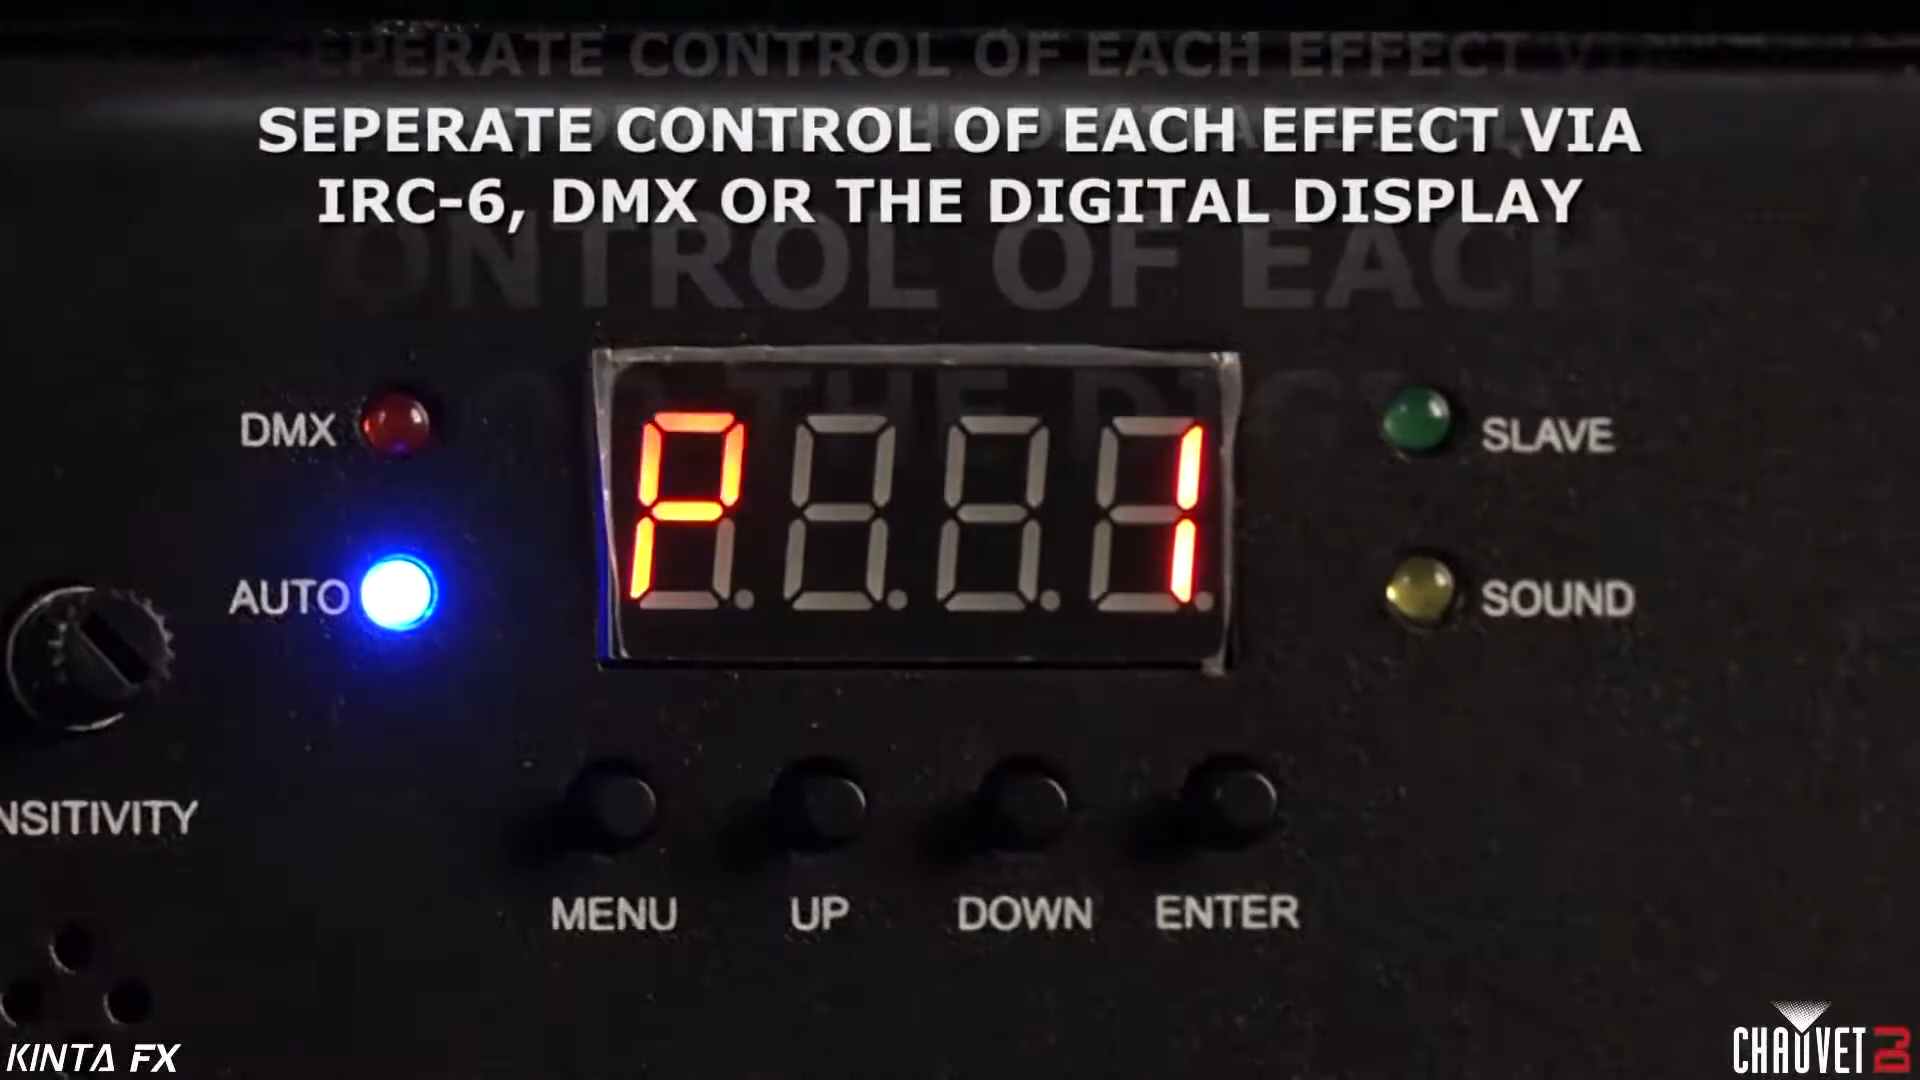 SEPERATE CONTROL OF EACH EFFECT VIA
IRC-6, DMX OR THE DIGITAL DISPLAY
DMX
P 1
SLAVE
AUTO
SOUND
NSITIVITY
MENU UP DOWN ENTER
KINTA FX
CHAUVET DJ